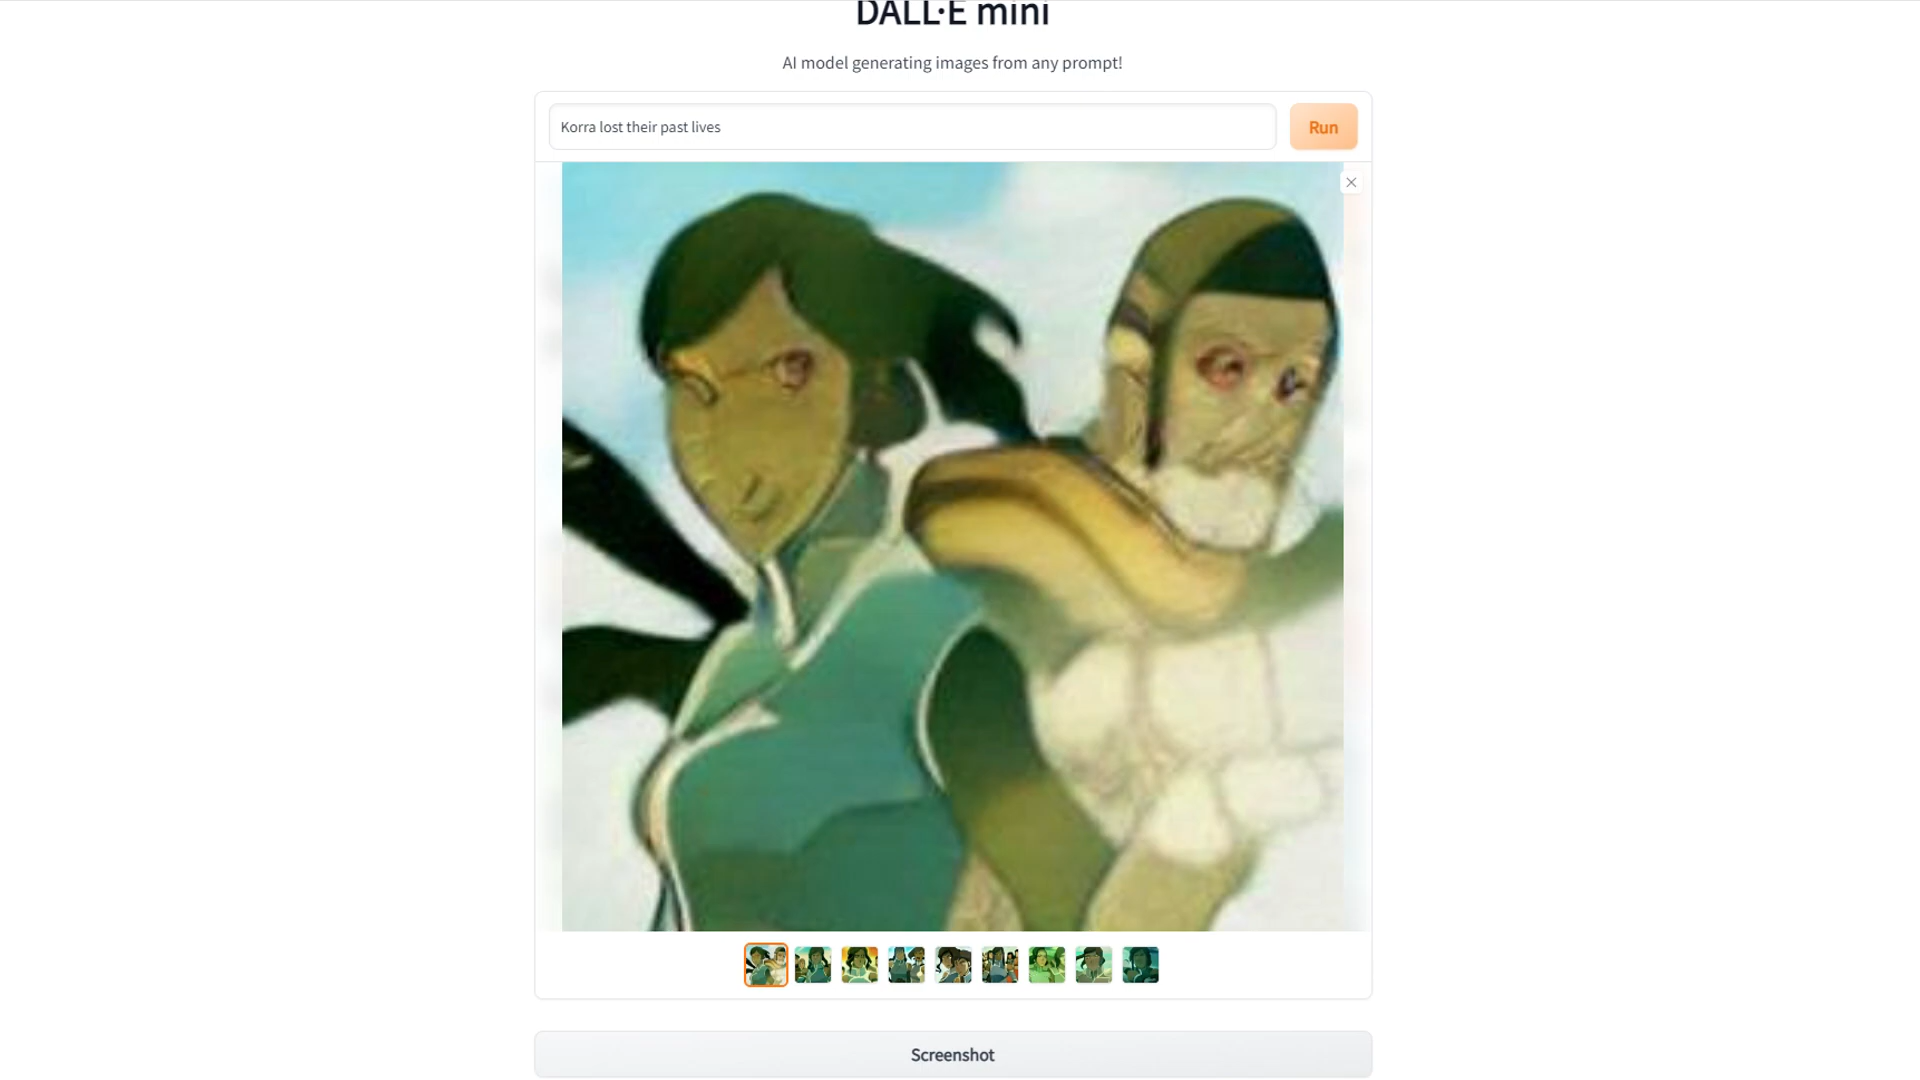 DALL·E mini
AI model generating images from any prompt!
Korra lost their past lives
Run
Screenshot